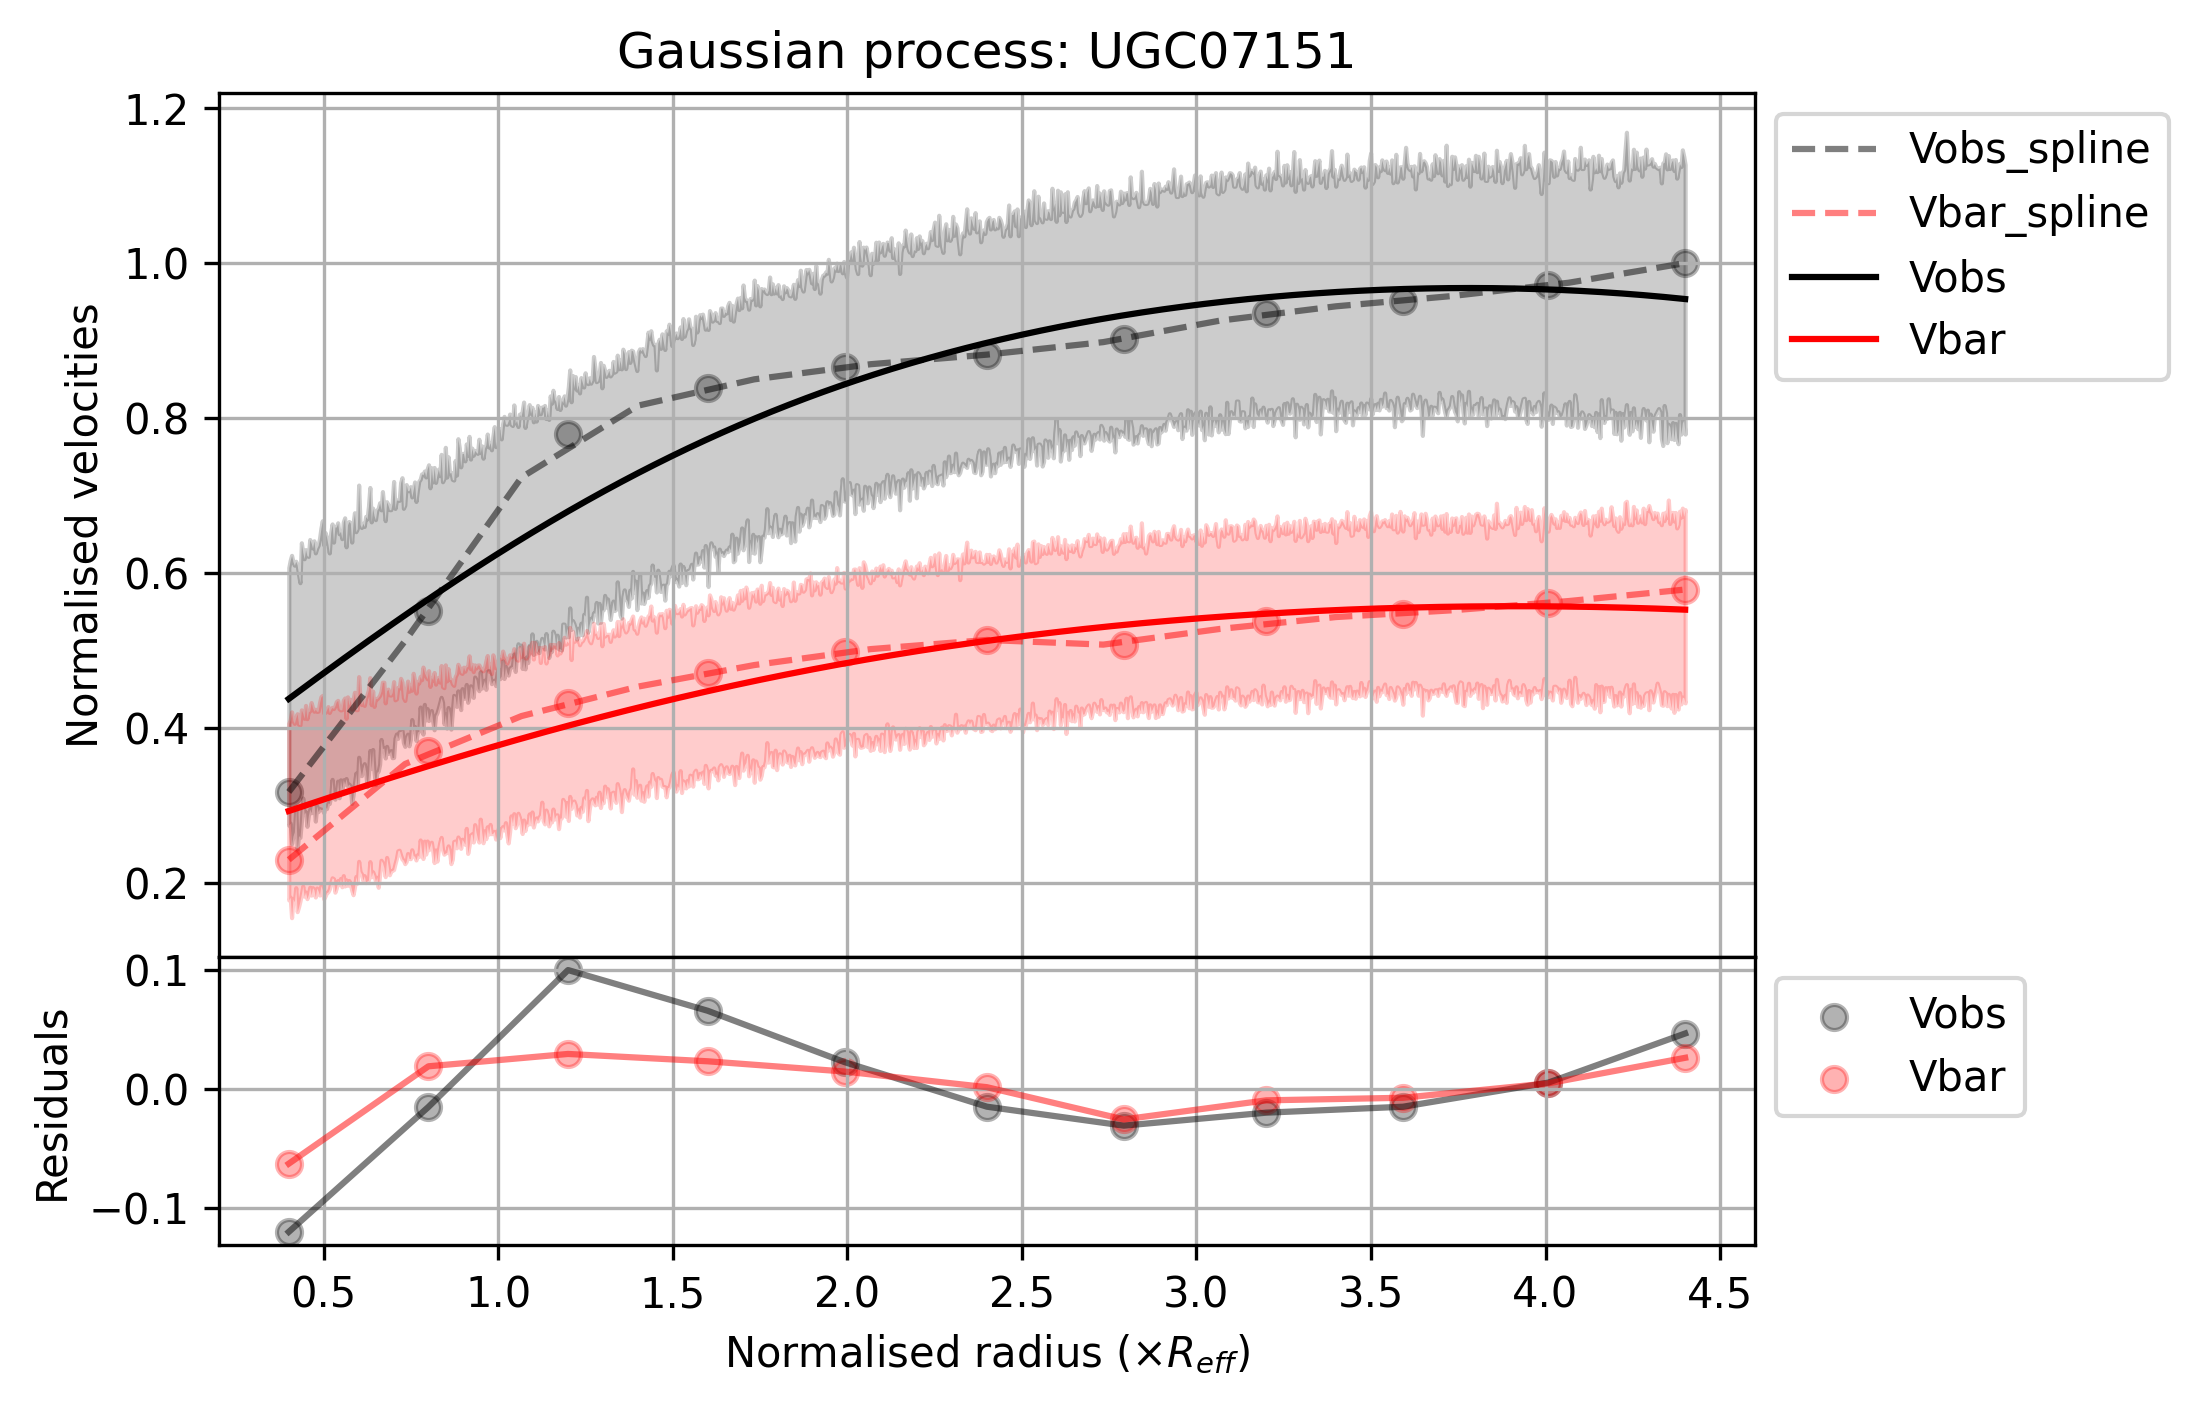 Gaussian process: UGC07151
1.2
1.0
0.8
0.6
0.4
0.2
Normalised velocities
Vobs_spline
Vbar_spline
Vobs
Vbar
0.1
0.0
−0.1
Residuals
Vobs
Vbar
0.5 1.0 1.5 2.0 2.5 3.0 3.5 4.0 4.5
Normalised radius (×R_eff)